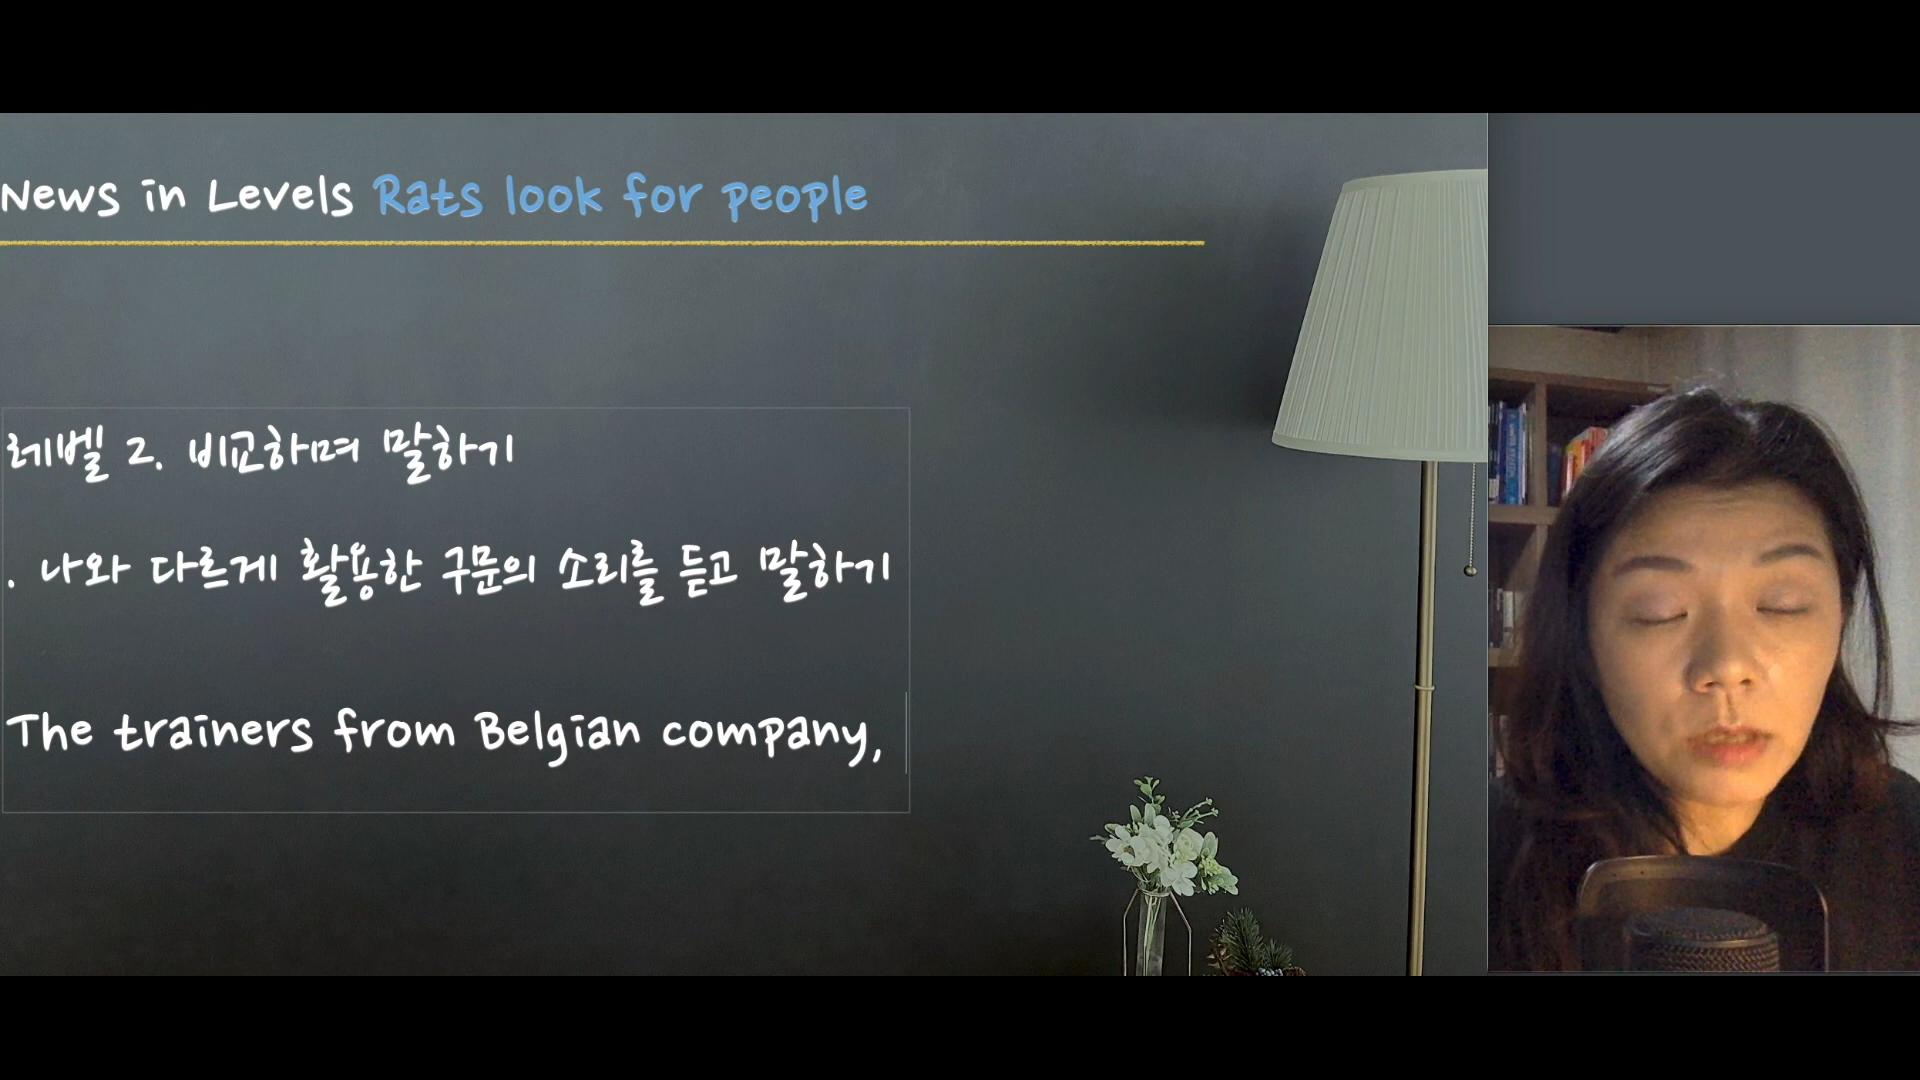 News in Levels Rats look for people
레벨 2. 비교하며 말하기
. 나와 다르게 활용한 구문의 소리를 듣고 말하기
The trainers from Belgian company,